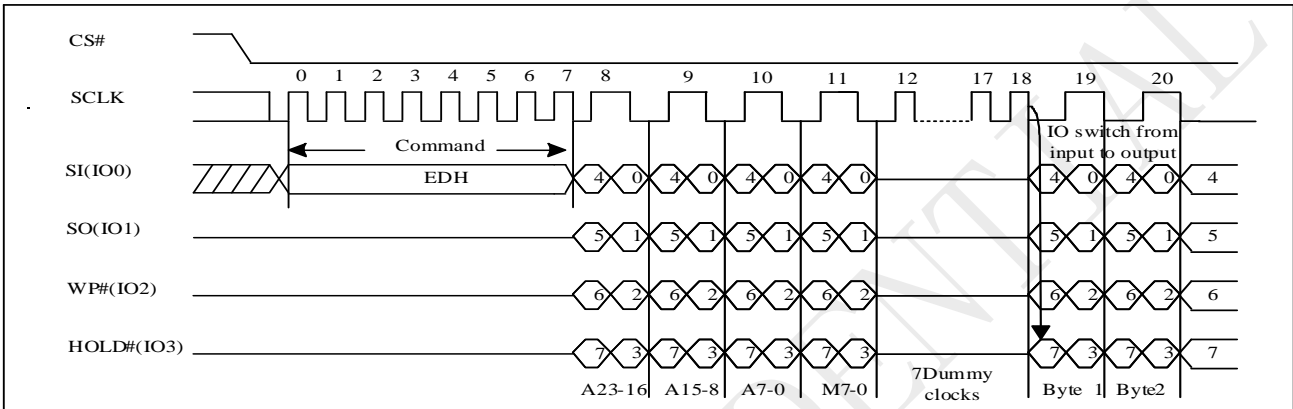 CS#
0 1 2 3 4 5 6 7 8 9 10 11 12 17 18 19 20
SCLK
Command
IO switch from
input to output
SI(IO0)
EDH
4 0 4 0 4 0 4 0 4 0 4 0 4
SO(IO1)
5 1 5 1 5 1 5 1 5 1 5 1 5
WP#(IO2)
6 2 6 2 6 2 6 2 6 2 6 2 6
HOLD#(IO3)
7 3 7 3 7 3 7 3 7 3 7 3 7
A23-16 A15-8 A7-0 M7-0 7Dummy
clocks
Byte 1 Byte2